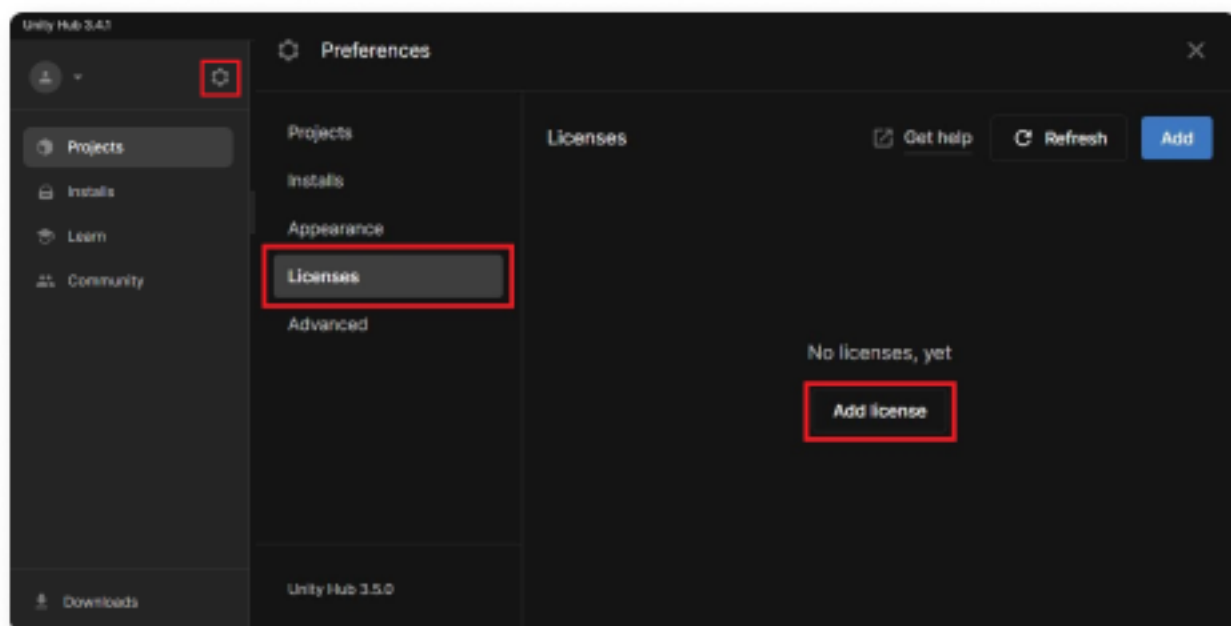 Unity Hub 3.4.1
Preferences
Projects
Installs
Learn
Community
Downloads
Projects
Installs
Appearance
Licenses
Advanced
Unity Hub 3.5.0
Licenses
Get help
Refresh
Add
No licenses, yet
Add license